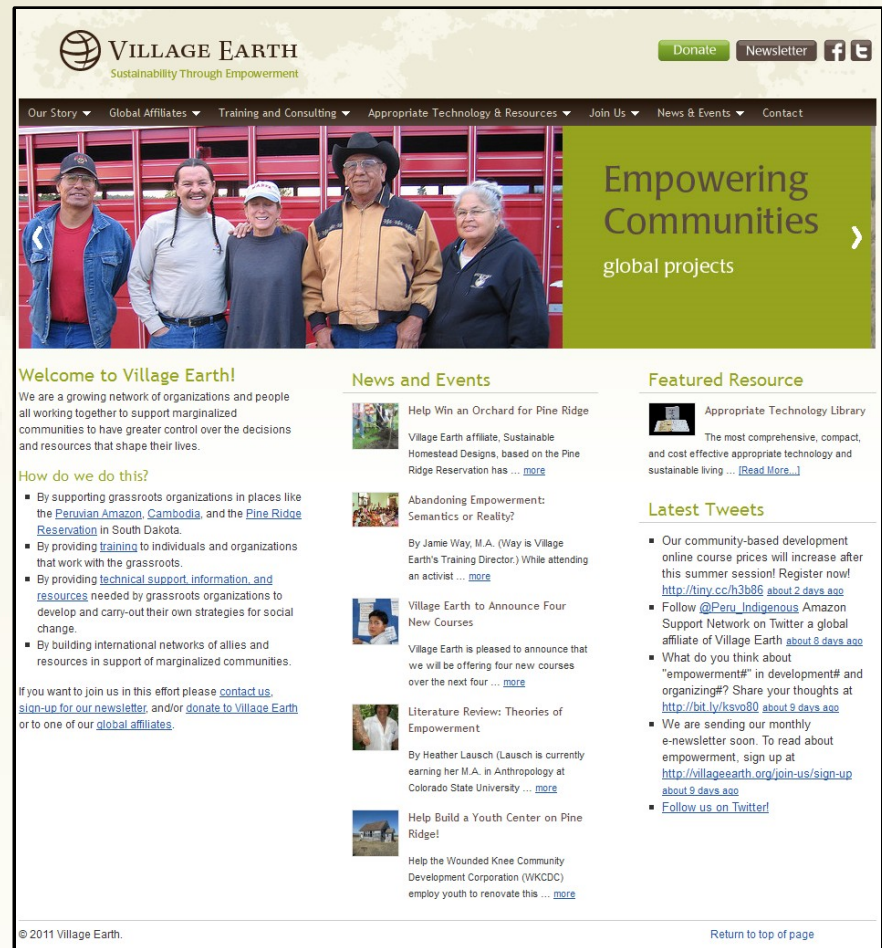 VILLAGE EARTH
Sustainability Through Empowerment
Donate
Newsletter
Our Story
Global Affiliates
Training and Consulting
Appropriate Technology & Resources
Join Us
News & Events
Contact
Empowering
Communities
global projects
Welcome to Village Earth!
We are a growing network of organizations and people
all working together to support marginalized
communities to have greater control over the decisions
and resources that shape their lives.
How do we do this?
By supporting grassroots organizations in places like
the Peruvian Amazon, Cambodia, and the Pine Ridge
Reservation in South Dakota.
By providing training to individuals and organizations
that work with the grassroots.
By providing technical support, information, and
resources needed by grassroots organizations to
develop and carry-out their own strategies for social
change.
By building international networks of allies and
resources in support of marginalized communities.
If you want to join us in this effort please contact us,
sign-up for our newsletter, and/or donate to Village Earth
or to one of our global affiliates.
News and Events
Help Win an Orchard for Pine Ridge
Village Earth affiliate, Sustainable
Homestead Designs, based on the Pine
Ridge Reservation has ... more
Abandoning Empowerment:
Semantics or Reality?
By Jamie Way, M.A. (Way is Village
Earth's Training Director.) While attending
an activist ... more
Village Earth to Announce Four
New Courses
Village Earth is pleased to announce that
we will be offering four new courses
over the next four ... more
Literature Review: Theories of
Empowerment
By Heather Lausch (Lausch is currently
earning her M.A. in Anthropology at
Colorado State University ... more
Help Build a Youth Center on Pine
Ridge!
Help the Wounded Knee Community
Development Corporation (WKCDC)
employ youth to renovate this ... more
Featured Resource
Appropriate Technology Library
The most comprehensive, compact,
and cost effective appropriate technology and
sustainable living ... [Read More...]
Latest Tweets
Our community-based development
online course prices will increase after
this summer session! Register now!
http://tiny.cc/h3b86 about 2 days ago
Follow @Peru_Indigenous Amazon
Support Network on Twitter a global
affiliate of Village Earth about 8 days ago
What do you think about
"empowerment#" in development# and
organizing#? Share your thoughts at
http://bit.ly/ksvo80 about 9 days ago
We are sending our monthly
e-newsletter soon. To read about
empowerment, sign up at
http://villageearth.org/join-us/sign-up
about 9 days ago
Follow us on Twitter!
© 2011 Village Earth.
Return to top of page